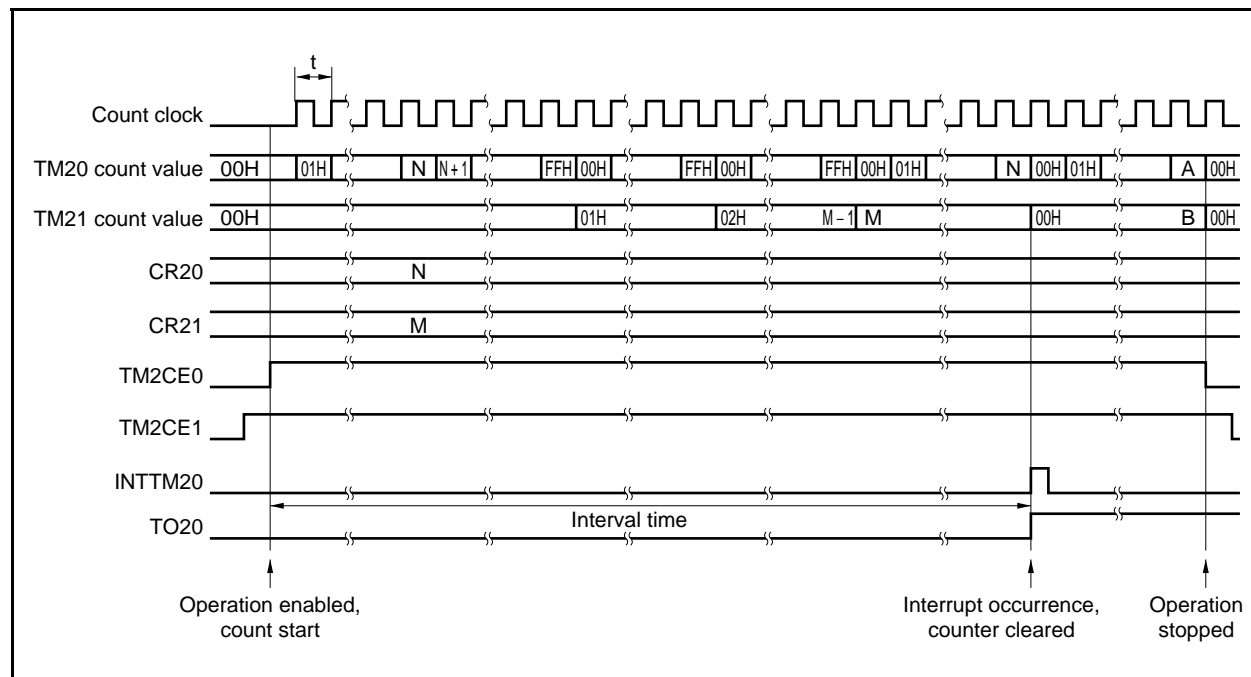 t
Count clock
TM20 count value 00H 01H N N + 1 FFH 00H FFH 00H FFH 00H 01H N 00H 01H A 00H
TM21 count value 00H 01H 02H M – 1 M 00H B 00H
CR20 N
CR21 M
TM2CE0
TM2CE1
INTTM20
Interval time
TO20
Operation enabled,
count start
Interrupt occurrence,
counter cleared
Operation
stopped